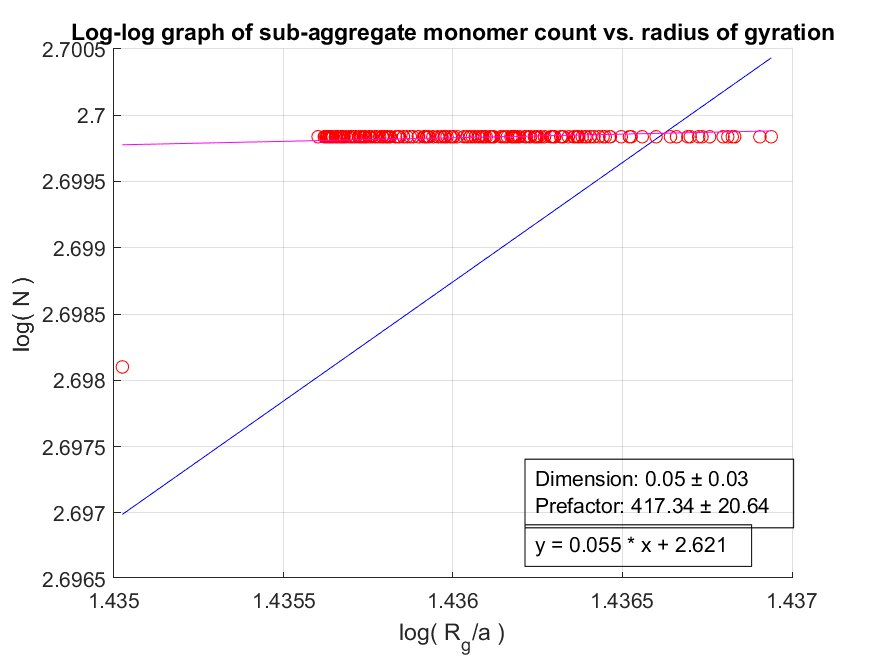 Log-log graph of sub-aggregate monomer count vs. radius of gyration
2.7005
2.7
2.6995
2.699
2.6985
2.698
2.6975
2.697
2.6965
log( N )
Dimension: 0.05 ± 0.03
Prefactor: 417.34 ± 20.64
y = 0.055 * x + 2.621
1.435
1.4355
1.436
1.4365
1.437
log( R_g/a )